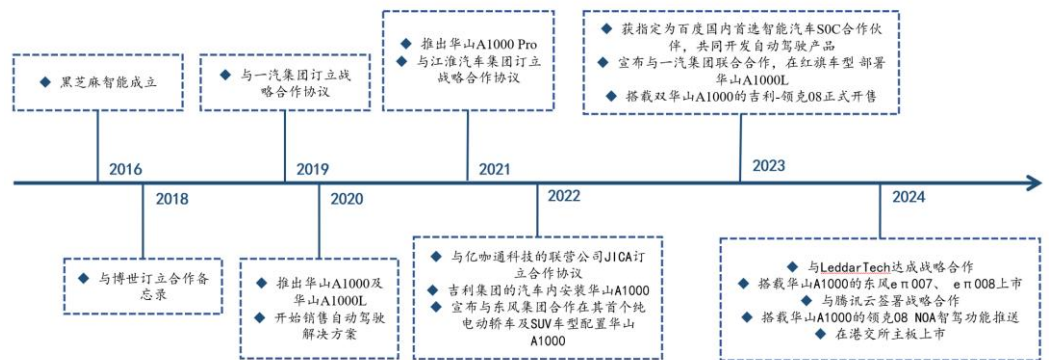 2016
◆ 黑芝麻智能成立
2018
◆ 与博世订立合作备
忘录
2019
◆ 与一汽集团订立战
略合作协议
2020
◆ 推出华山A1000及
华山A1000L
◆ 开始销售自动驾驶
解决方案
2021
◆ 推出华山A1000 Pro
◆ 与江淮汽车集团订立
战略合作协议
2022
◆ 与亿咖通科技的联营公司JICA订
立合作协议
◆ 吉利集团的汽车内安装华山A1000
◆ 宣布与东风集团合作在其首个纯
电动轿车及SUV车型配置华山
A1000
2023
◆ 获指定为百度国内首选智能汽车SOC合作伙
伴，共同开发自动驾驶产品
◆ 宣布与一汽集团联合合作，在红旗车型 部署
华山A1000L
◆ 搭载双华山A1000的吉利-领克08正式开售
2024
◆ 与LeddarTech达成战略合作
◆ 搭载华山A1000的东风eπ007、 eπ008上市
◆ 与腾讯云签署战略合作
◆ 搭载华山A1000的领克08 NOA智驾功能推送
◆ 在港交所主板上市